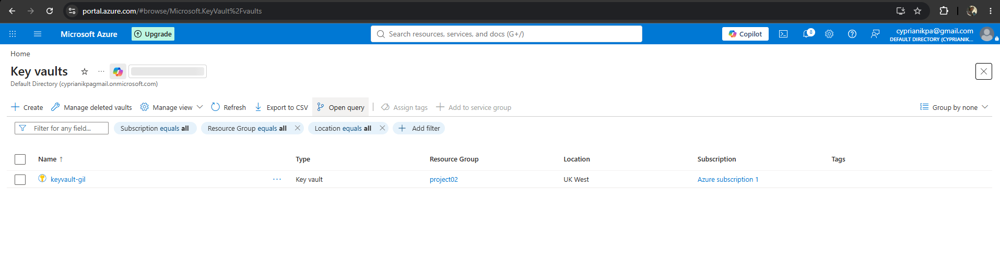 portal.azure.com/#browse/Microsoft.KeyVault%2Fvaults
Microsoft Azure
Upgrade
Search resources, services, and docs (G+/)
Copilot
8
cyprianikpa@gmail.com
DEFAULT DIRECTORY (CYPRIANIK...
Home
Key vaults
Default Directory (cyprianikpagmail.onmicrosoft.com)
Create
Manage deleted vaults
Manage view
Refresh
Export to CSV
Open query
Assign tags
Add to service group
Group by none
Filter for any field...
Subscription equals all
Resource Group equals all
Location equals all
Add filter
Name ↑
Type
Resource Group
Location
Subscription
Tags
keyvault-gil
Key vault
project02
UK West
Azure subscription 1